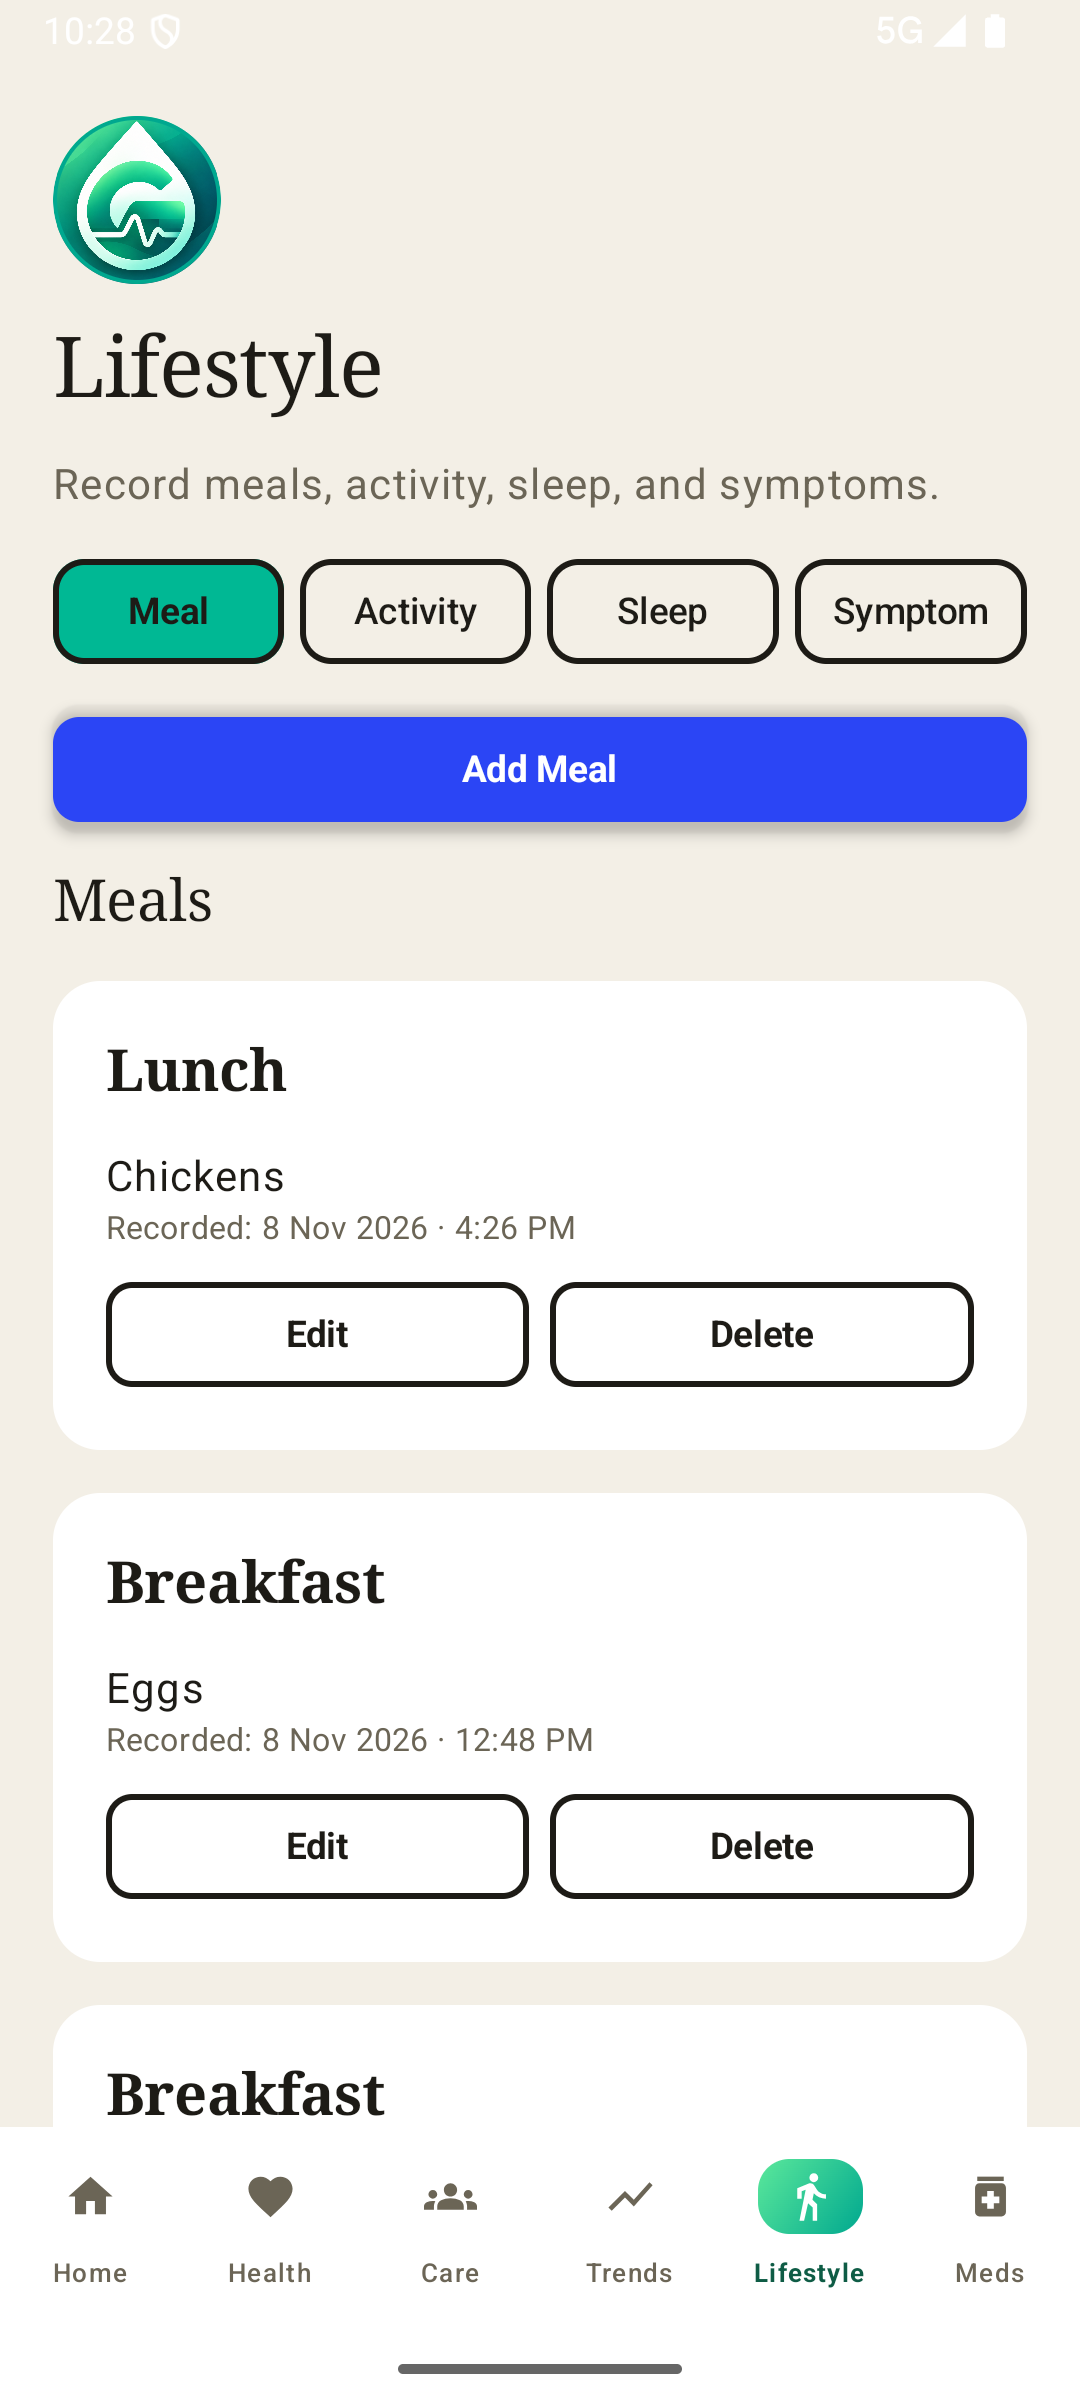 10:28
5G
Lifestyle
Record meals, activity, sleep, and symptoms.
Meal Activity Sleep Symptom
Add Meal
Meals
Lunch
Chickens
Recorded: 8 Nov 2026 · 4:26 PM
Edit Delete
Breakfast
Eggs
Recorded: 8 Nov 2026 · 12:48 PM
Edit Delete
Breakfast
Home Health Care Trends Lifestyle Meds